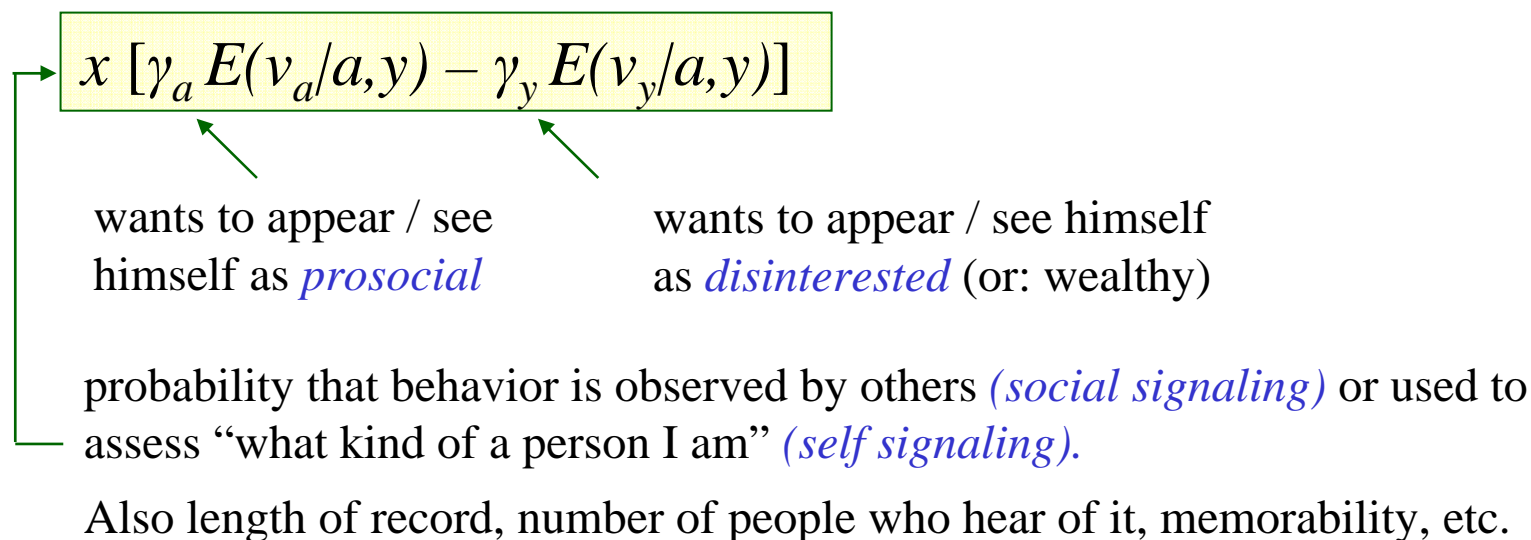 x [γₐ E(vₐ/a,y) – γ_y E(v_y/a,y)]
wants to appear / see
himself as prosocial
wants to appear / see himself
as disinterested (or: wealthy)
probability that behavior is observed by others (social signaling) or used to
assess “what kind of a person I am” (self signaling).
Also length of record, number of people who hear of it, memorability, etc.